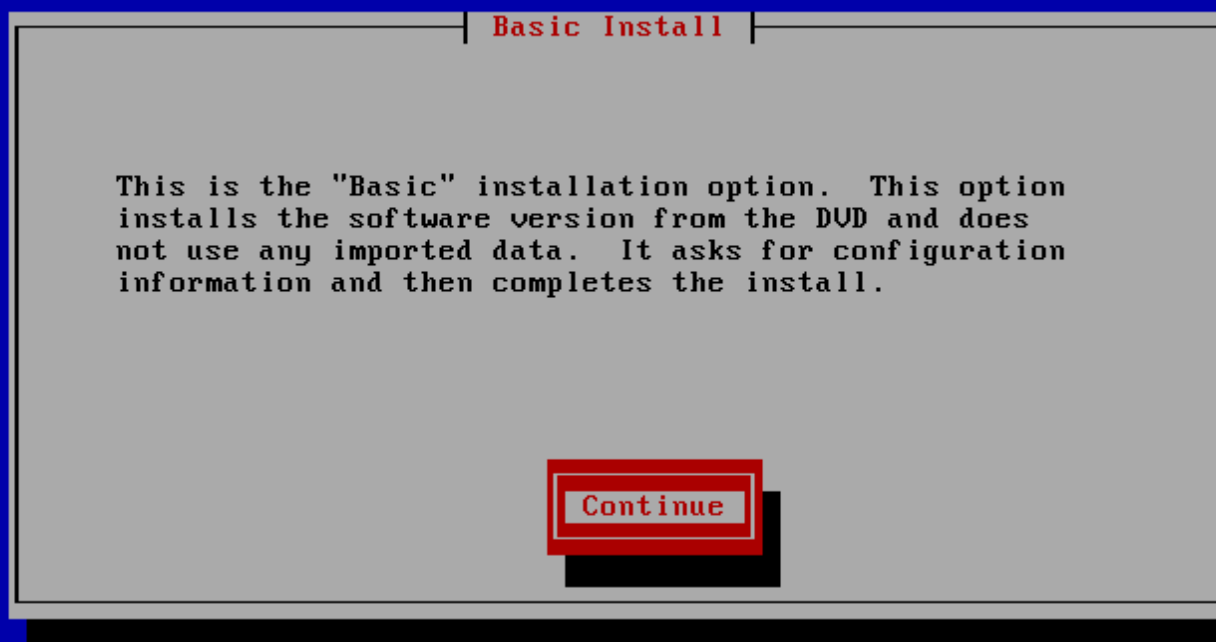 Basic Install
This is the "Basic" installation option.  This option
installs the software version from the DVD and does
not use any imported data.  It asks for configuration
information and then completes the install.
Continue